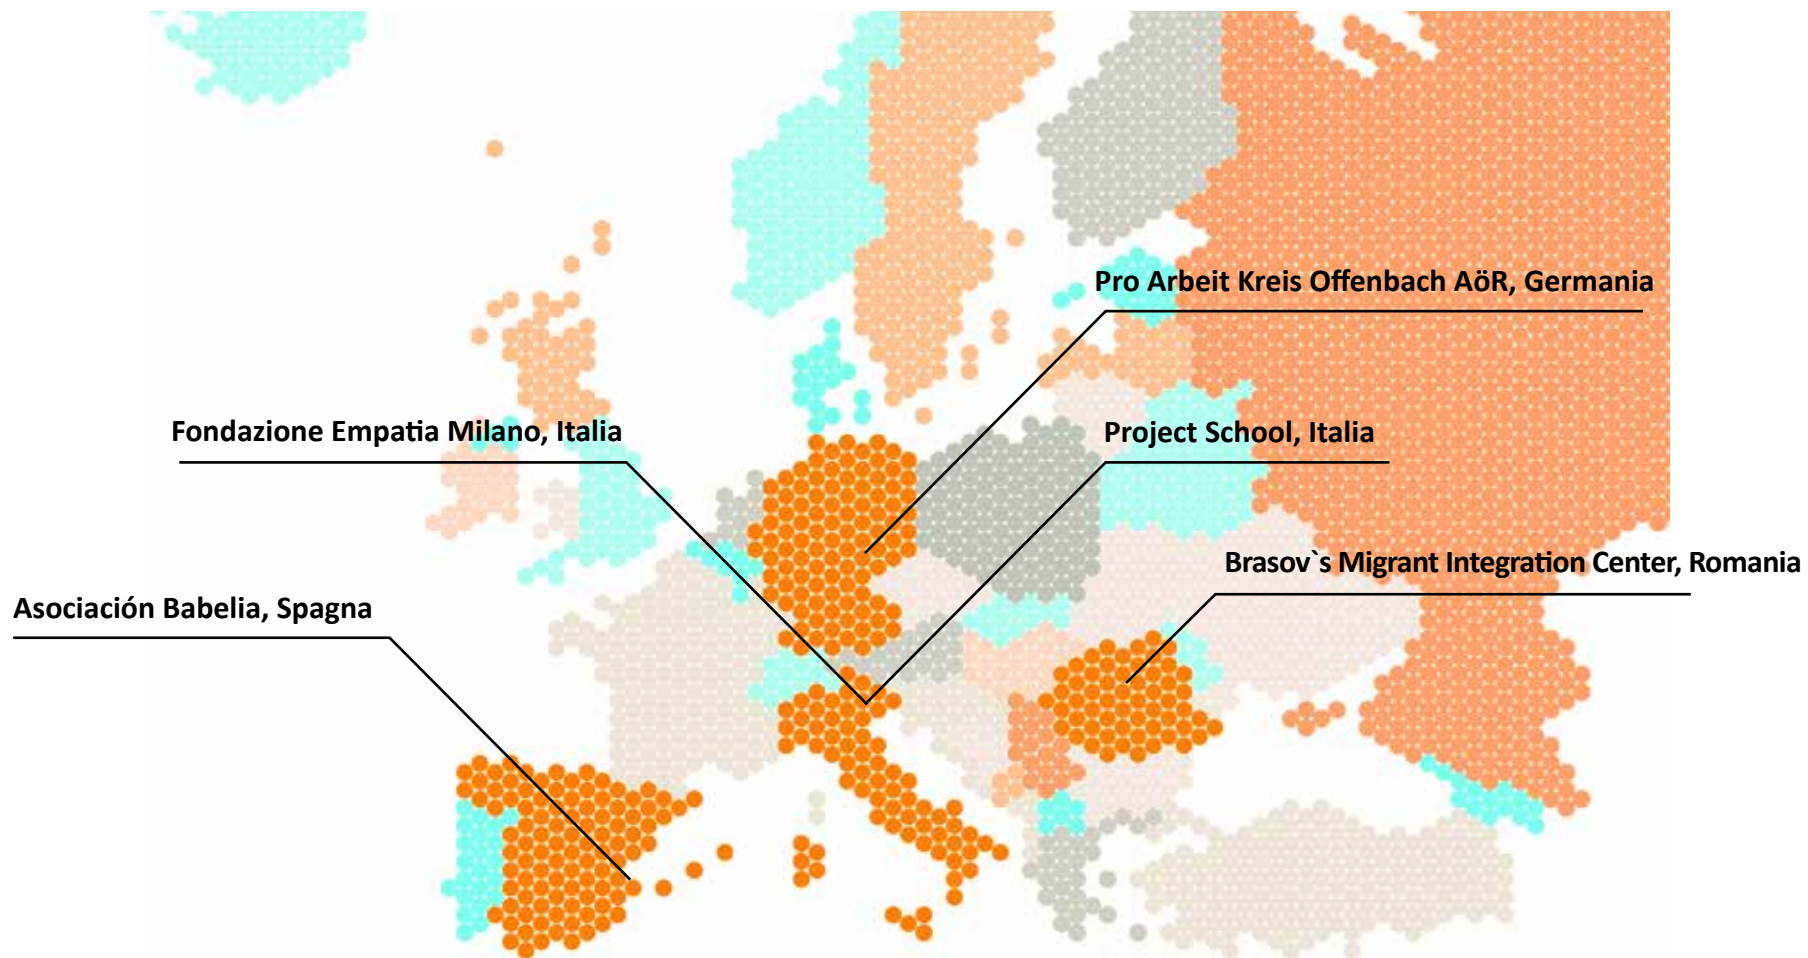 Pro Arbeit Kreis Offenbach AöR, Germania
Fondazione Empatia Milano, Italia
Project School, Italia
Brasov`s Migrant Integration Center, Romania
Asociación Babelia, Spagna